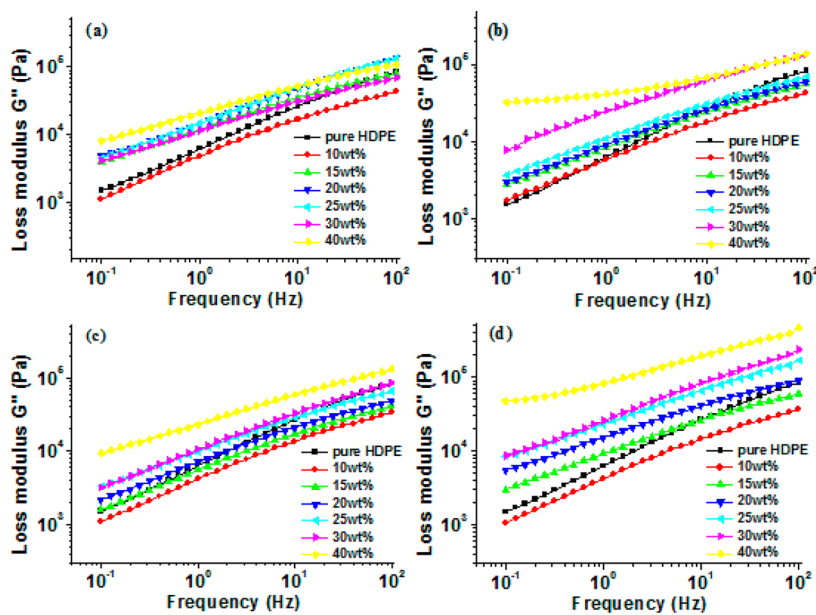 (a)
Loss modulus G'' (Pa)
10^5
10^4
10^3
pure HDPE
10wt%
15wt%
20wt%
25wt%
30wt%
40wt%
10^-1
10^0
10^1
10^2
Frequency (Hz)
(b)
Loss modulus G'' (Pa)
10^5
10^4
10^3
pure HDPE
10wt%
15wt%
20wt%
25wt%
30wt%
40wt%
10^-1
10^0
10^1
10^2
Frequency (Hz)
(c)
Loss modulus G'' (Pa)
10^5
10^4
10^3
pure HDPE
10wt%
15wt%
20wt%
25wt%
30wt%
40wt%
10^-1
10^0
10^1
10^2
Frequency (Hz)
(d)
Loss modulus G'' (Pa)
10^5
10^4
10^3
pure HDPE
10wt%
15wt%
20wt%
25wt%
30wt%
40wt%
10^-1
10^0
10^1
10^2
Frequency (Hz)